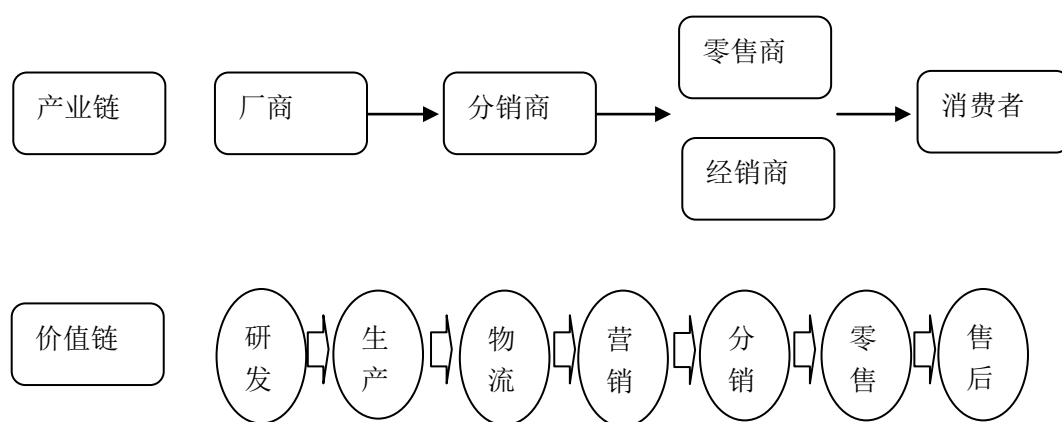 产业链
厂商
分销商
零售商
经销商
消费者
价值链
研
发
生
产
物
流
营
销
分
销
零
售
售
后